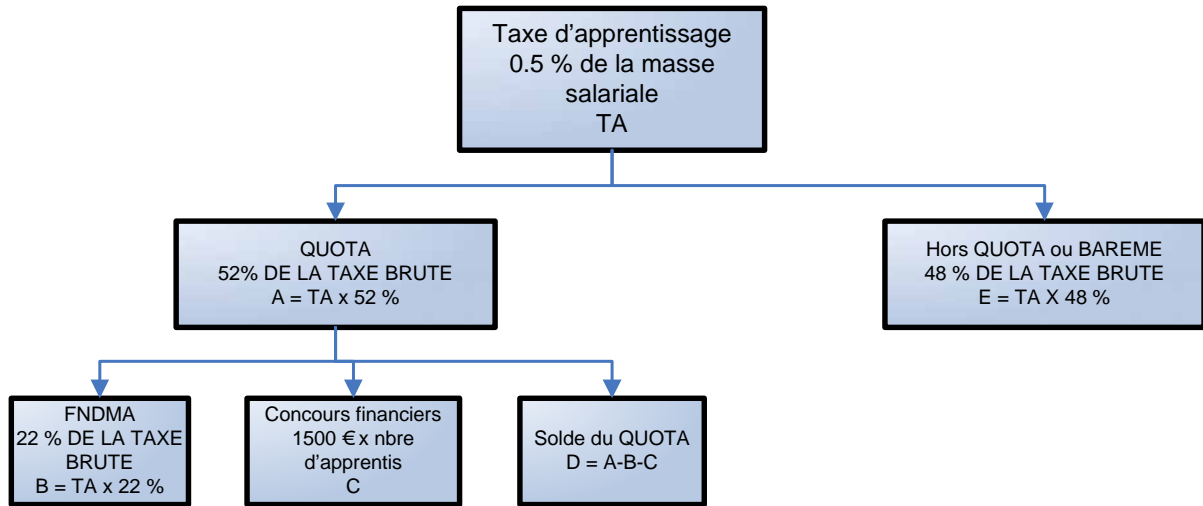 Taxe d'apprentissage
0.5 % de la masse
salariale
TA
QUOTA
52% DE LA TAXE BRUTE
A = TA x 52 %
Hors QUOTA ou BAREME
48 % DE LA TAXE BRUTE
E = TA X 48 %
FNDMA
22 % DE LA TAXE
BRUTE
B = TA x 22 %
Concours financiers
1500 € x nbre
d'apprentis
C
Solde du QUOTA
D = A-B-C